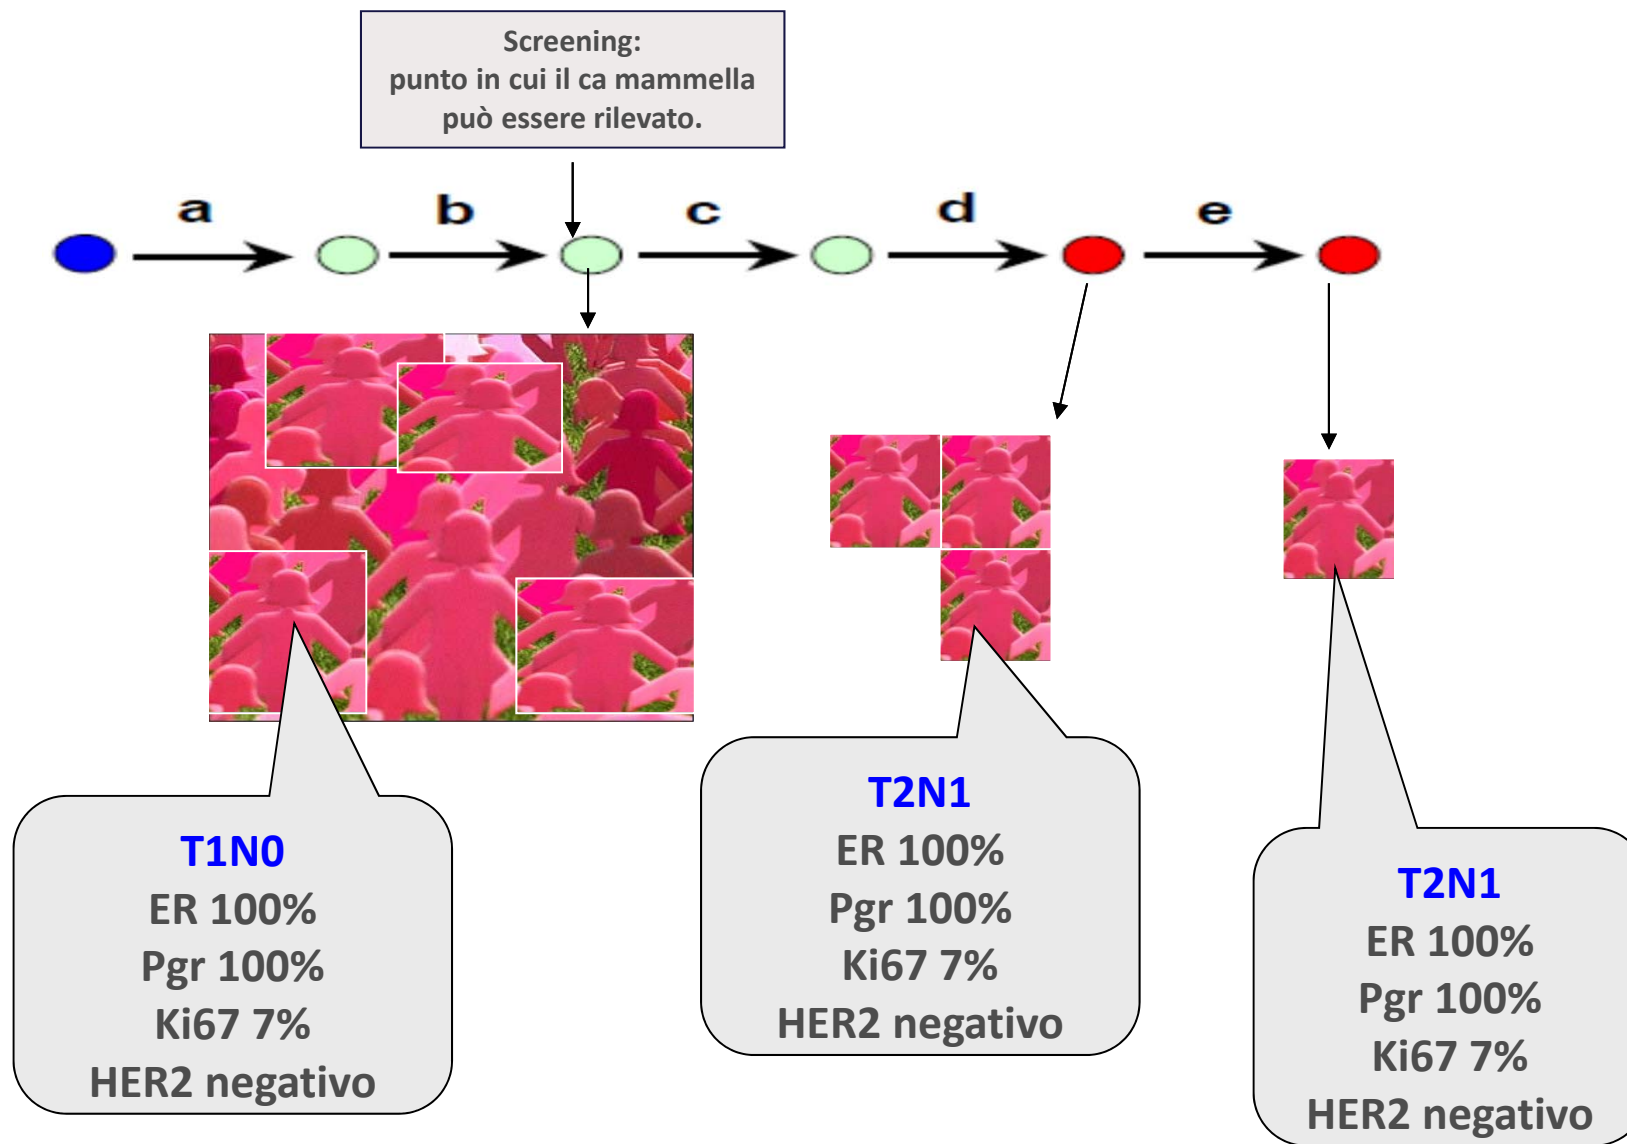 Screening:
punto in cui il ca mammella
può essere rilevato.
a
b
c
d
e
T1N0
ER 100%
Pgr 100%
Ki67 7%
HER2 negativo
T2N1
ER 100%
Pgr 100%
Ki67 7%
HER2 negativo
T2N1
ER 100%
Pgr 100%
Ki67 7%
HER2 negativo